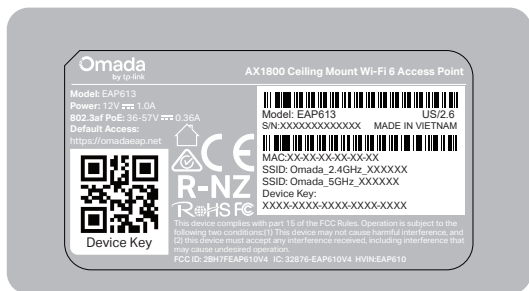 Omada
by tp-link
AX1800 Ceiling Mount Wi-Fi 6 Access Point
Model: EAP613
Power: 12V ⎓ 1.0A
802.3af PoE: 36-57V ⎓ 0.36A
Default Access:
https://omadaeap.net
Model: EAP613 US/2.6
S/N:XXXXXXXXXXXXX MADE IN VIETNAM
MAC:XX-XX-XX-XX-XX-XX
SSID: Omada_2.4GHz_XXXXXX
SSID: Omada_5GHz_XXXXXX
Device Key:
XXXX-XXXX-XXXX-XXXX-XXXX
CE
R-NZ
RoHS FC
Device Key
This device complies with part 15 of the FCC Rules. Operation is subject to the
following two conditions:(1) This device may not cause harmful interference, and
(2) this device must accept any interference received, including interference that
may cause undesired operation.
FCC ID: 2BH7FEAP610V4 IC: 32876-EAP610V4 HVIN:EAP610